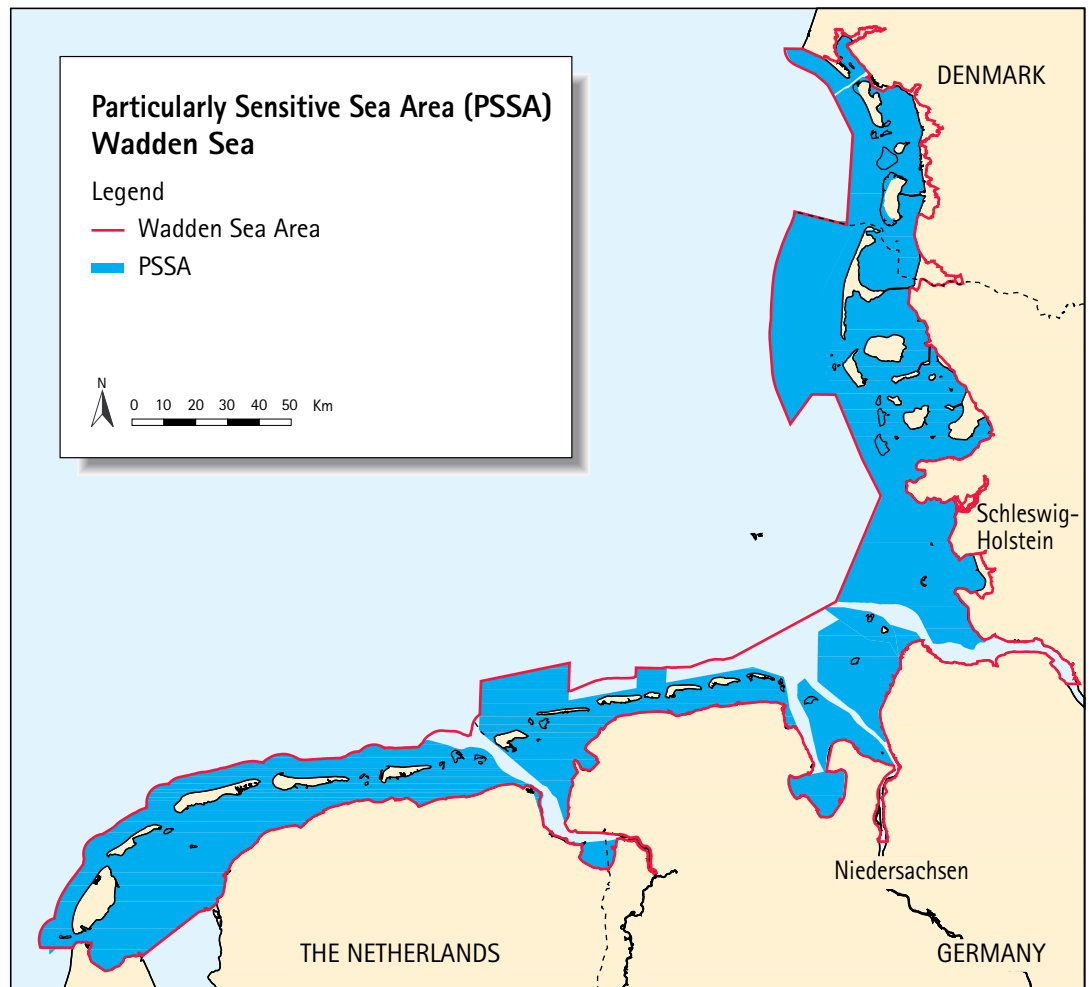 Particularly Sensitive Sea Area (PSSA)
Wadden Sea
Legend
Wadden Sea Area
PSSA
N
0 10 20 30 40 50 Km
DENMARK
Schleswig-
Holstein
Niedersachsen
THE NETHERLANDS
GERMANY